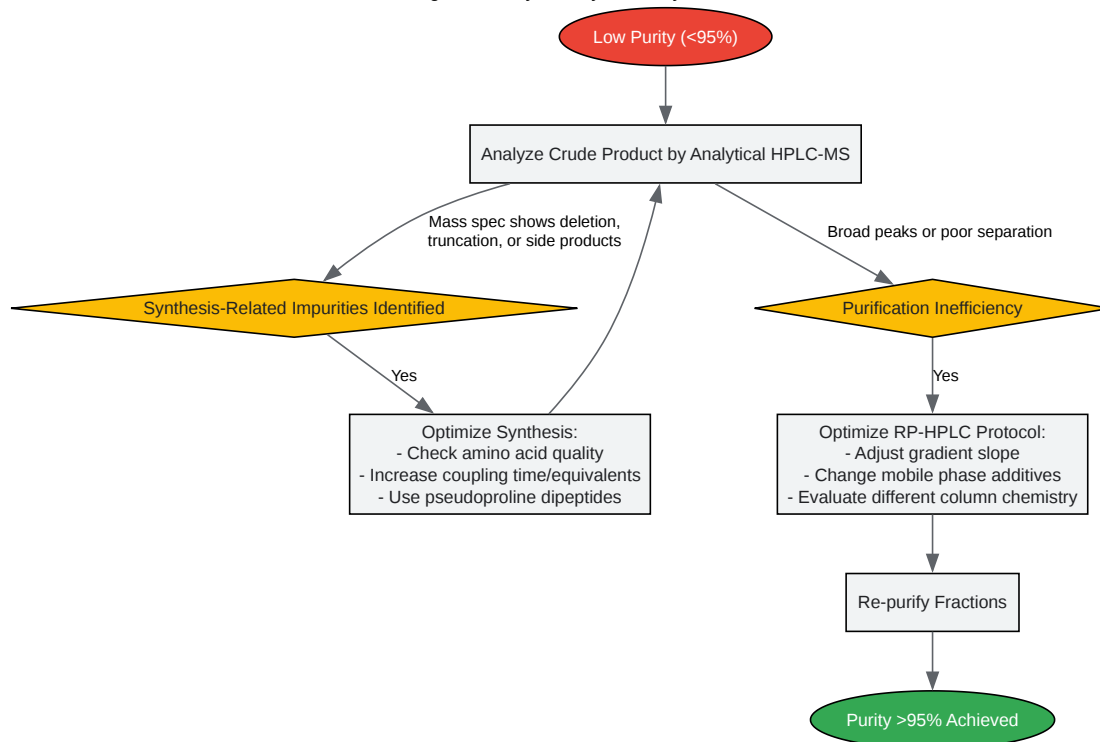 Low Purity (<95%)
Analyze Crude Product by Analytical HPLC-MS
Mass spec shows deletion,
truncation, or side products
Broad peaks or poor separation
Synthesis-Related Impurities Identified
Purification Inefficiency
Yes
Yes
Optimize Synthesis:
- Check amino acid quality
- Increase coupling time/equivalents
- Use pseudoproline dipeptides
Optimize RP-HPLC Protocol:
- Adjust gradient slope
- Change mobile phase additives
- Evaluate different column chemistry
Re-purify Fractions
Purity >95% Achieved